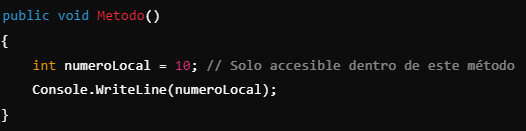 public void Metodo()
{
    int numeroLocal = 10; // Solo accesible dentro de este método
    Console.WriteLine(numeroLocal);
}